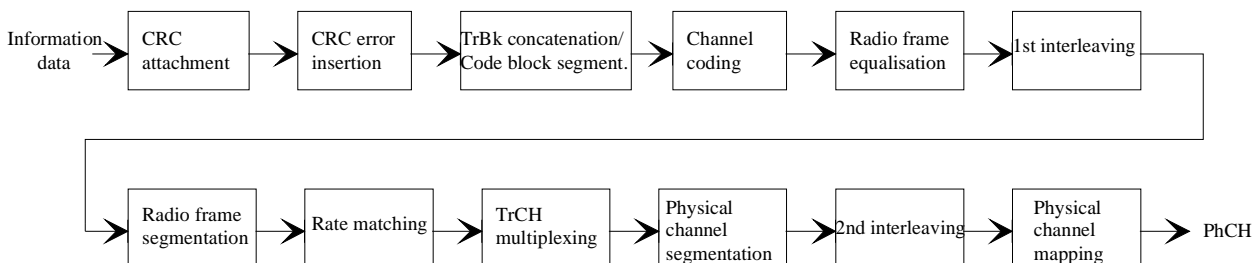 Information
data
CRC
attachment
CRC error
insertion
TrBk concatenation/
Code block segment.
Channel
coding
Radio frame
equalisation
1st interleaving
Radio frame
segmentation
Rate matching
TrCH
multiplexing
Physical
channel
segmentation
2nd interleaving
Physical
channel
mapping
PhCH